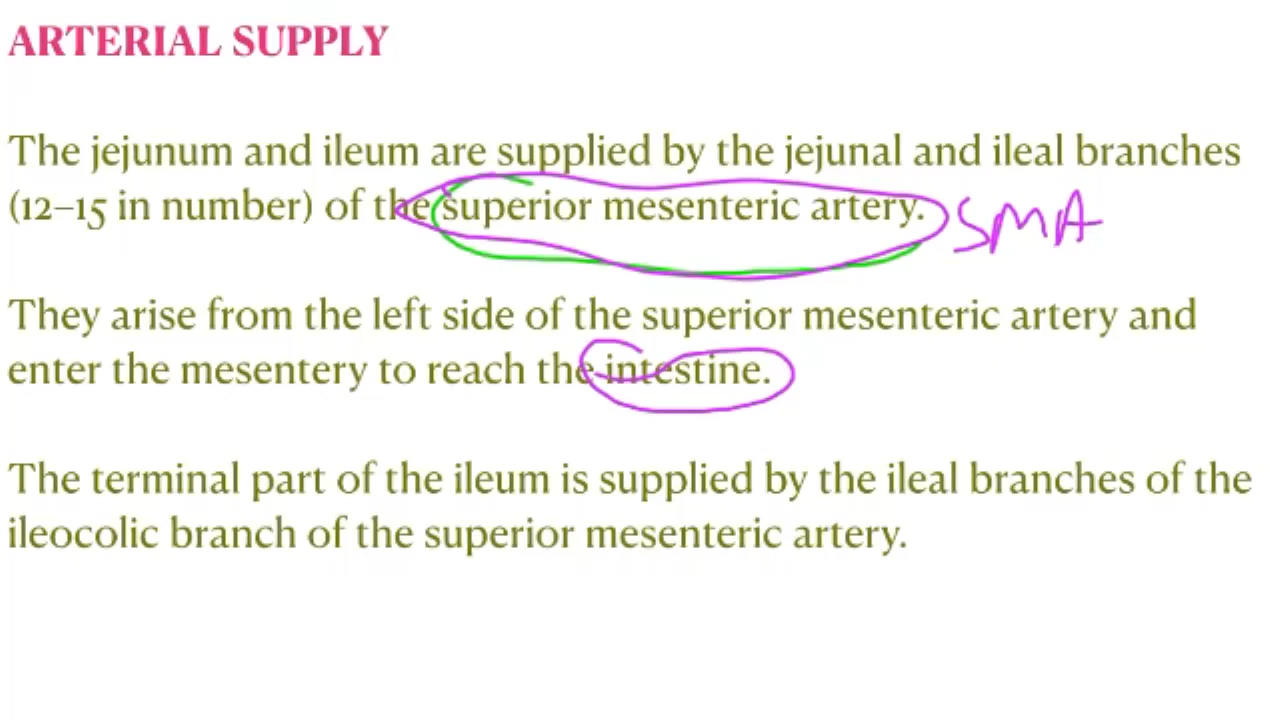 ARTERIAL SUPPLY
The jejunum and ileum are supplied by the jejunal and ileal branches
(12–15 in number) of the superior mesenteric artery. SMA
They arise from the left side of the superior mesenteric artery and
enter the mesentery to reach the intestine.
The terminal part of the ileum is supplied by the ileal branches of the
ileocolic branch of the superior mesenteric artery.